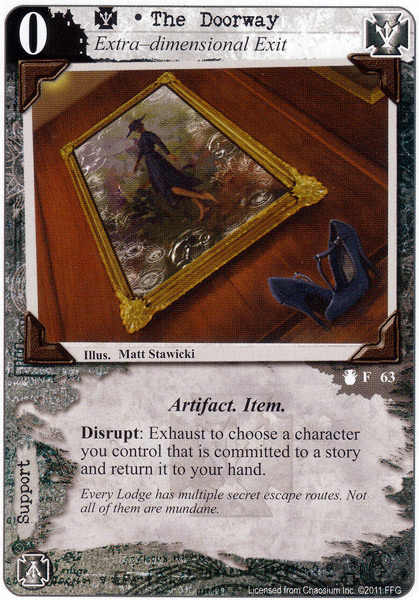 0
• The Doorway
Extra-dimensional Exit
Illus. Matt Stawicki
F 63
Artifact. Item.
Disrupt: Exhaust to choose a character
you control that is committed to a story
and return it to your hand.
Every Lodge has multiple secret escape routes. Not
all of them are mundane.
Support
Licensed from Chaosium Inc. ©2011 FFG